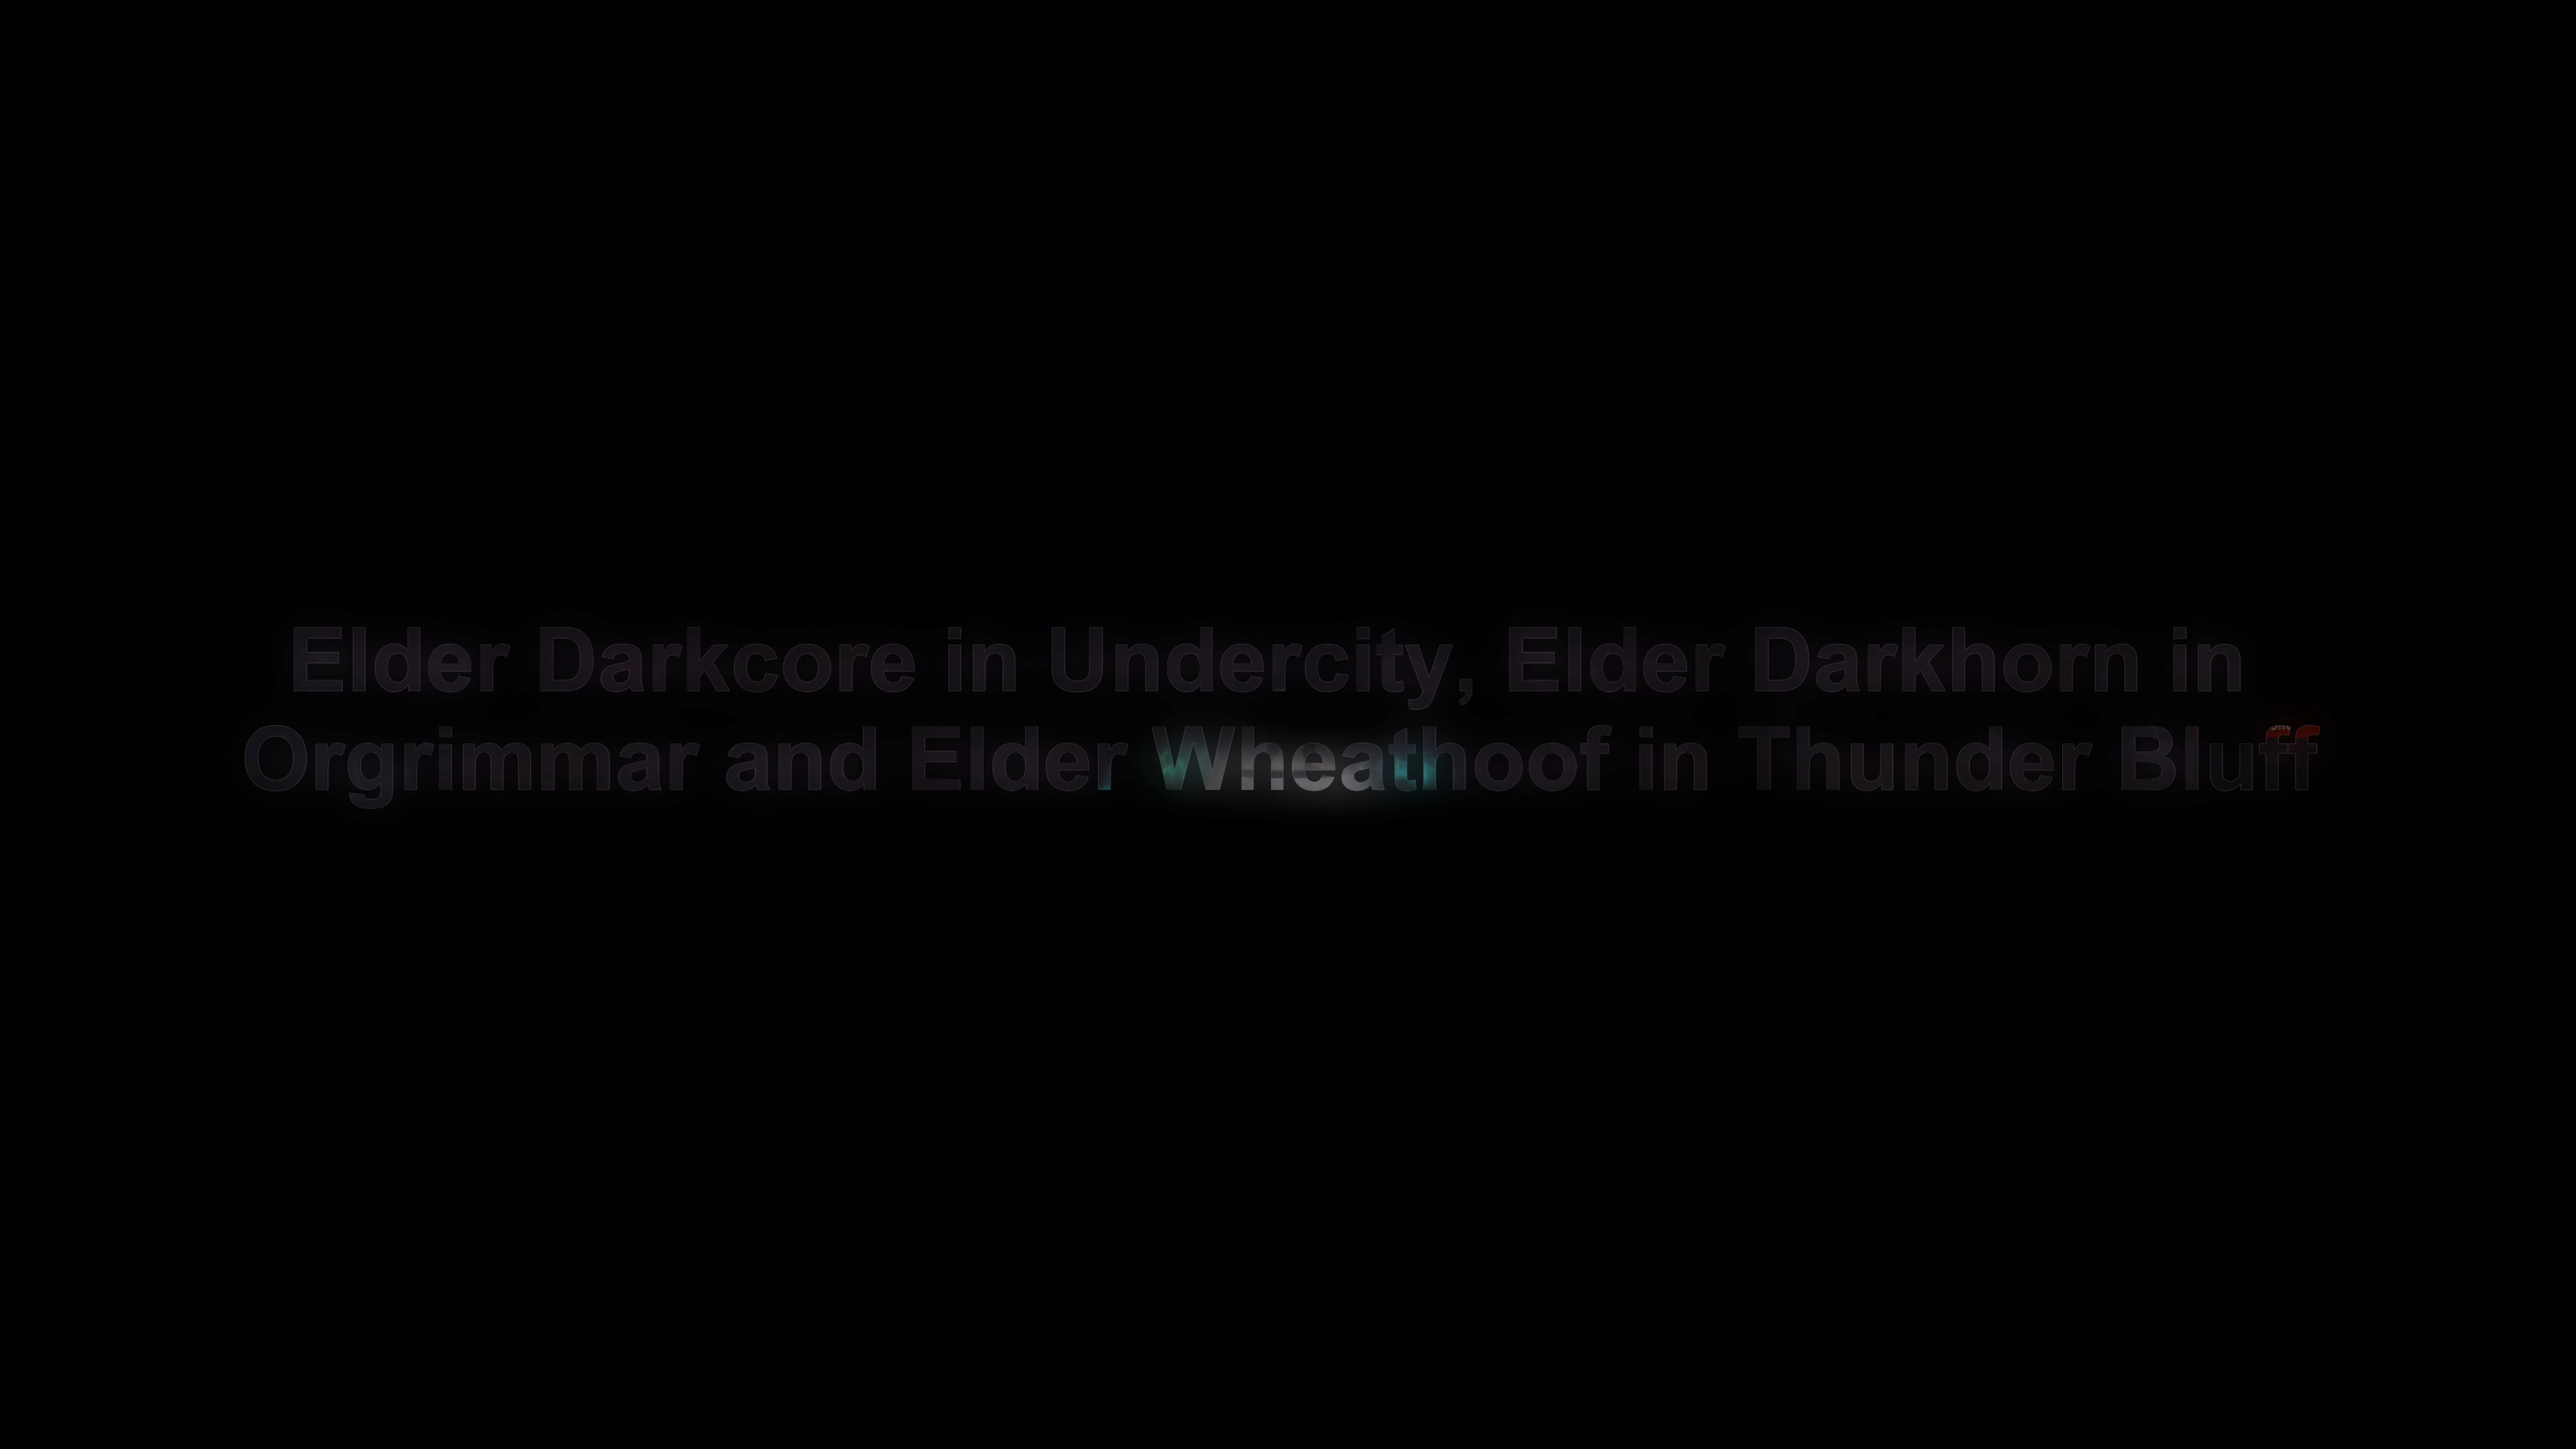 Elder Darkcore in Undercity, Elder Darkhorn in
Orgrimmar and Elder Wheathoof in Thunder Bluff